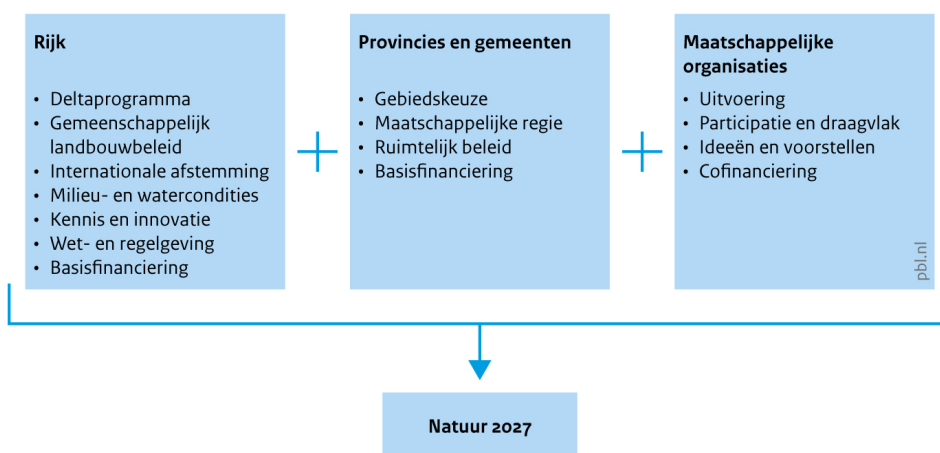 Rijk
• Deltaprogramma
• Gemeenschappelijk
landbouwbeleid
• Internationale afstemming
• Milieu- en watercondities
• Kennis en innovatie
• Wet- en regelgeving
• Basisfinanciering
+
Provincies en gemeenten
• Gebiedskeuze
• Maatschappelijke regie
• Ruimtelijk beleid
• Basisfinanciering
+
Maatschappelijke
organisaties
• Uitvoering
• Participatie en draagvlak
• Ideeën en voorstellen
• Cofinanciering
pbl.nl
Natuur 2027